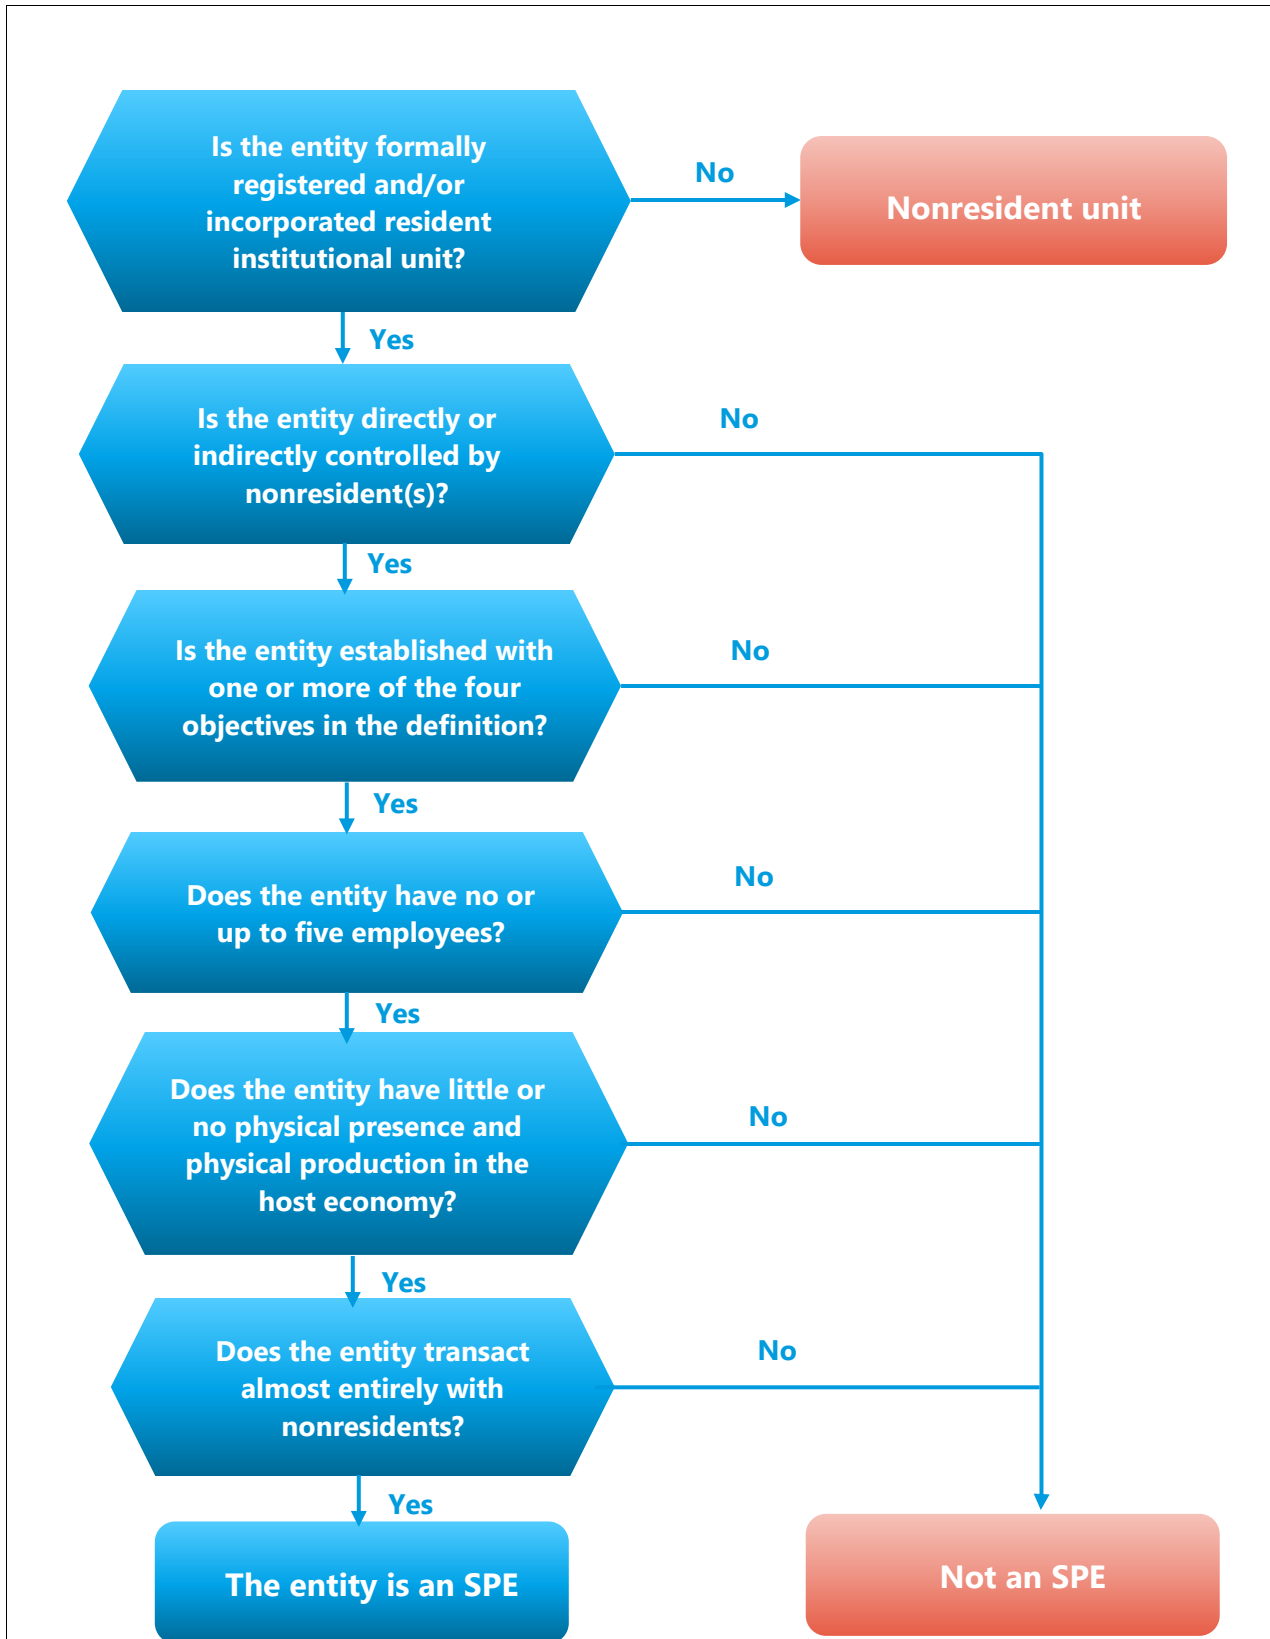 Is the entity formally
registered and/or
incorporated resident
institutional unit?
No
Nonresident unit
Yes
Is the entity directly or
indirectly controlled by
nonresident(s)?
No
Yes
Is the entity established with
one or more of the four
objectives in the definition?
No
Yes
Does the entity have no or
up to five employees?
No
Yes
Does the entity have little or
no physical presence and
physical production in the
host economy?
No
Yes
Does the entity transact
almost entirely with
nonresidents?
No
Yes
The entity is an SPE
Not an SPE